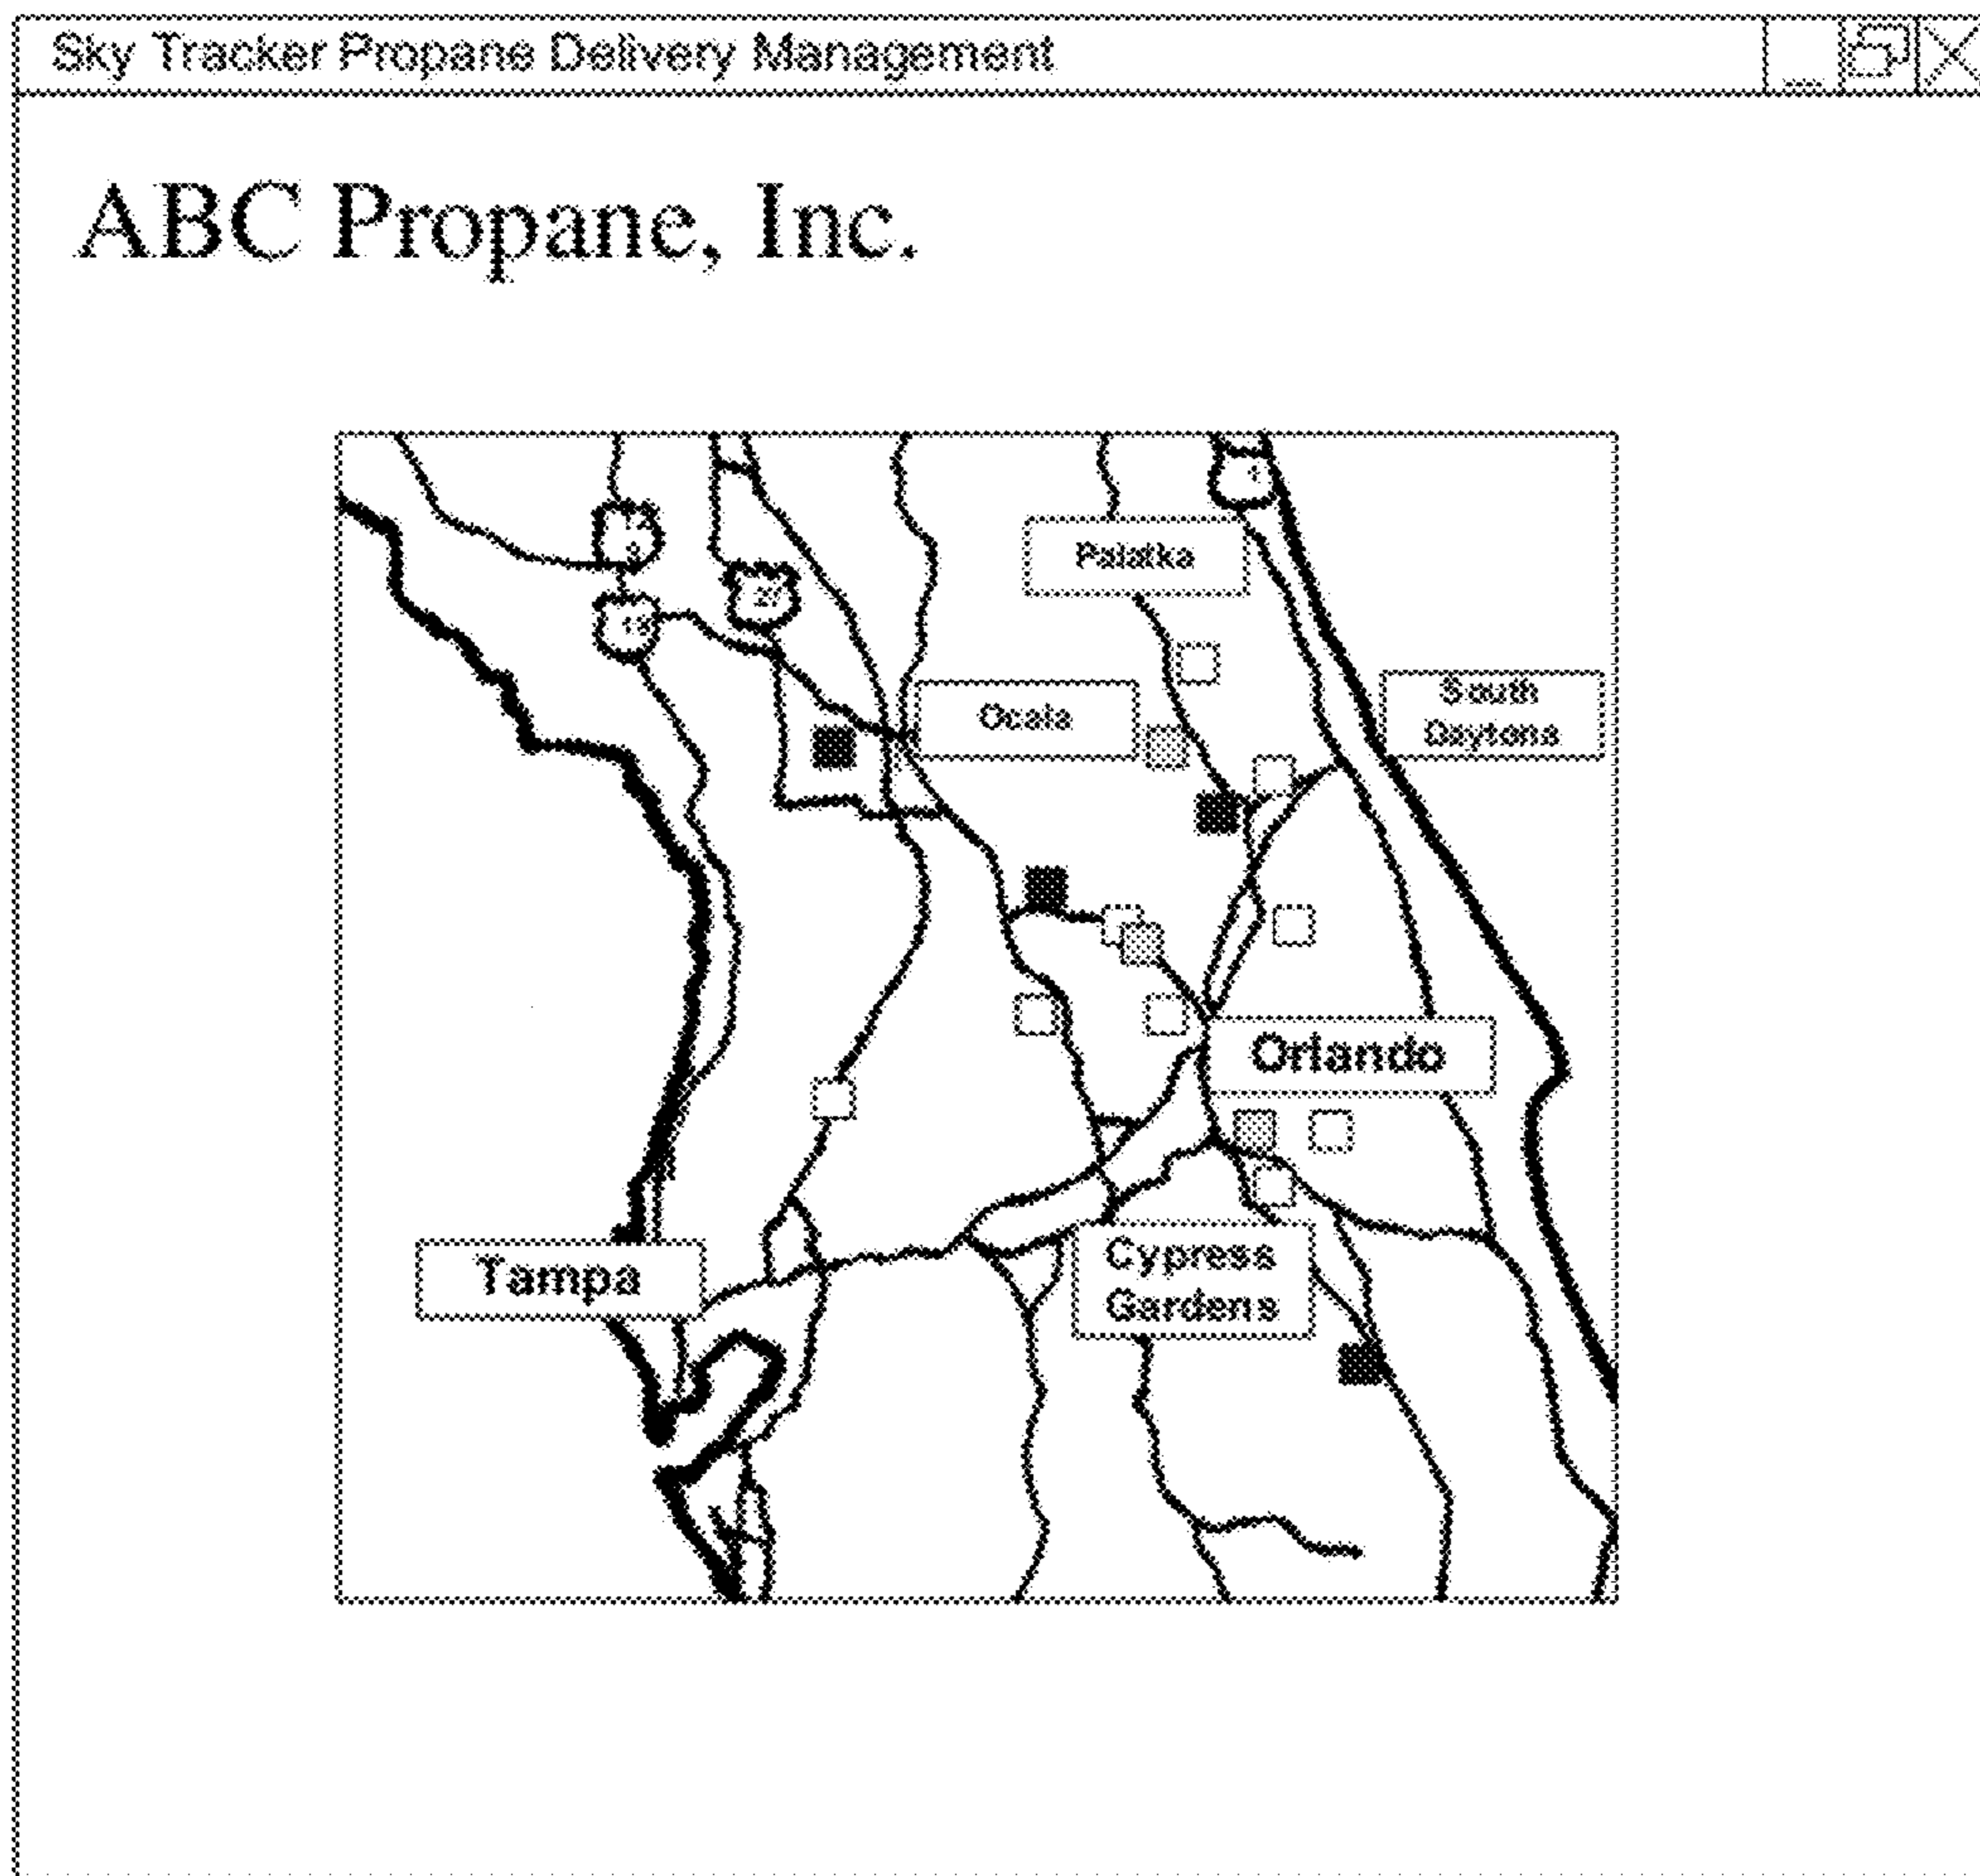 Sky Tracker Propane Delivery Management
ABC Propane, Inc.
Palatka
South
Daytona
Ocala
Orlando
Cypress
Gardens
Tampa